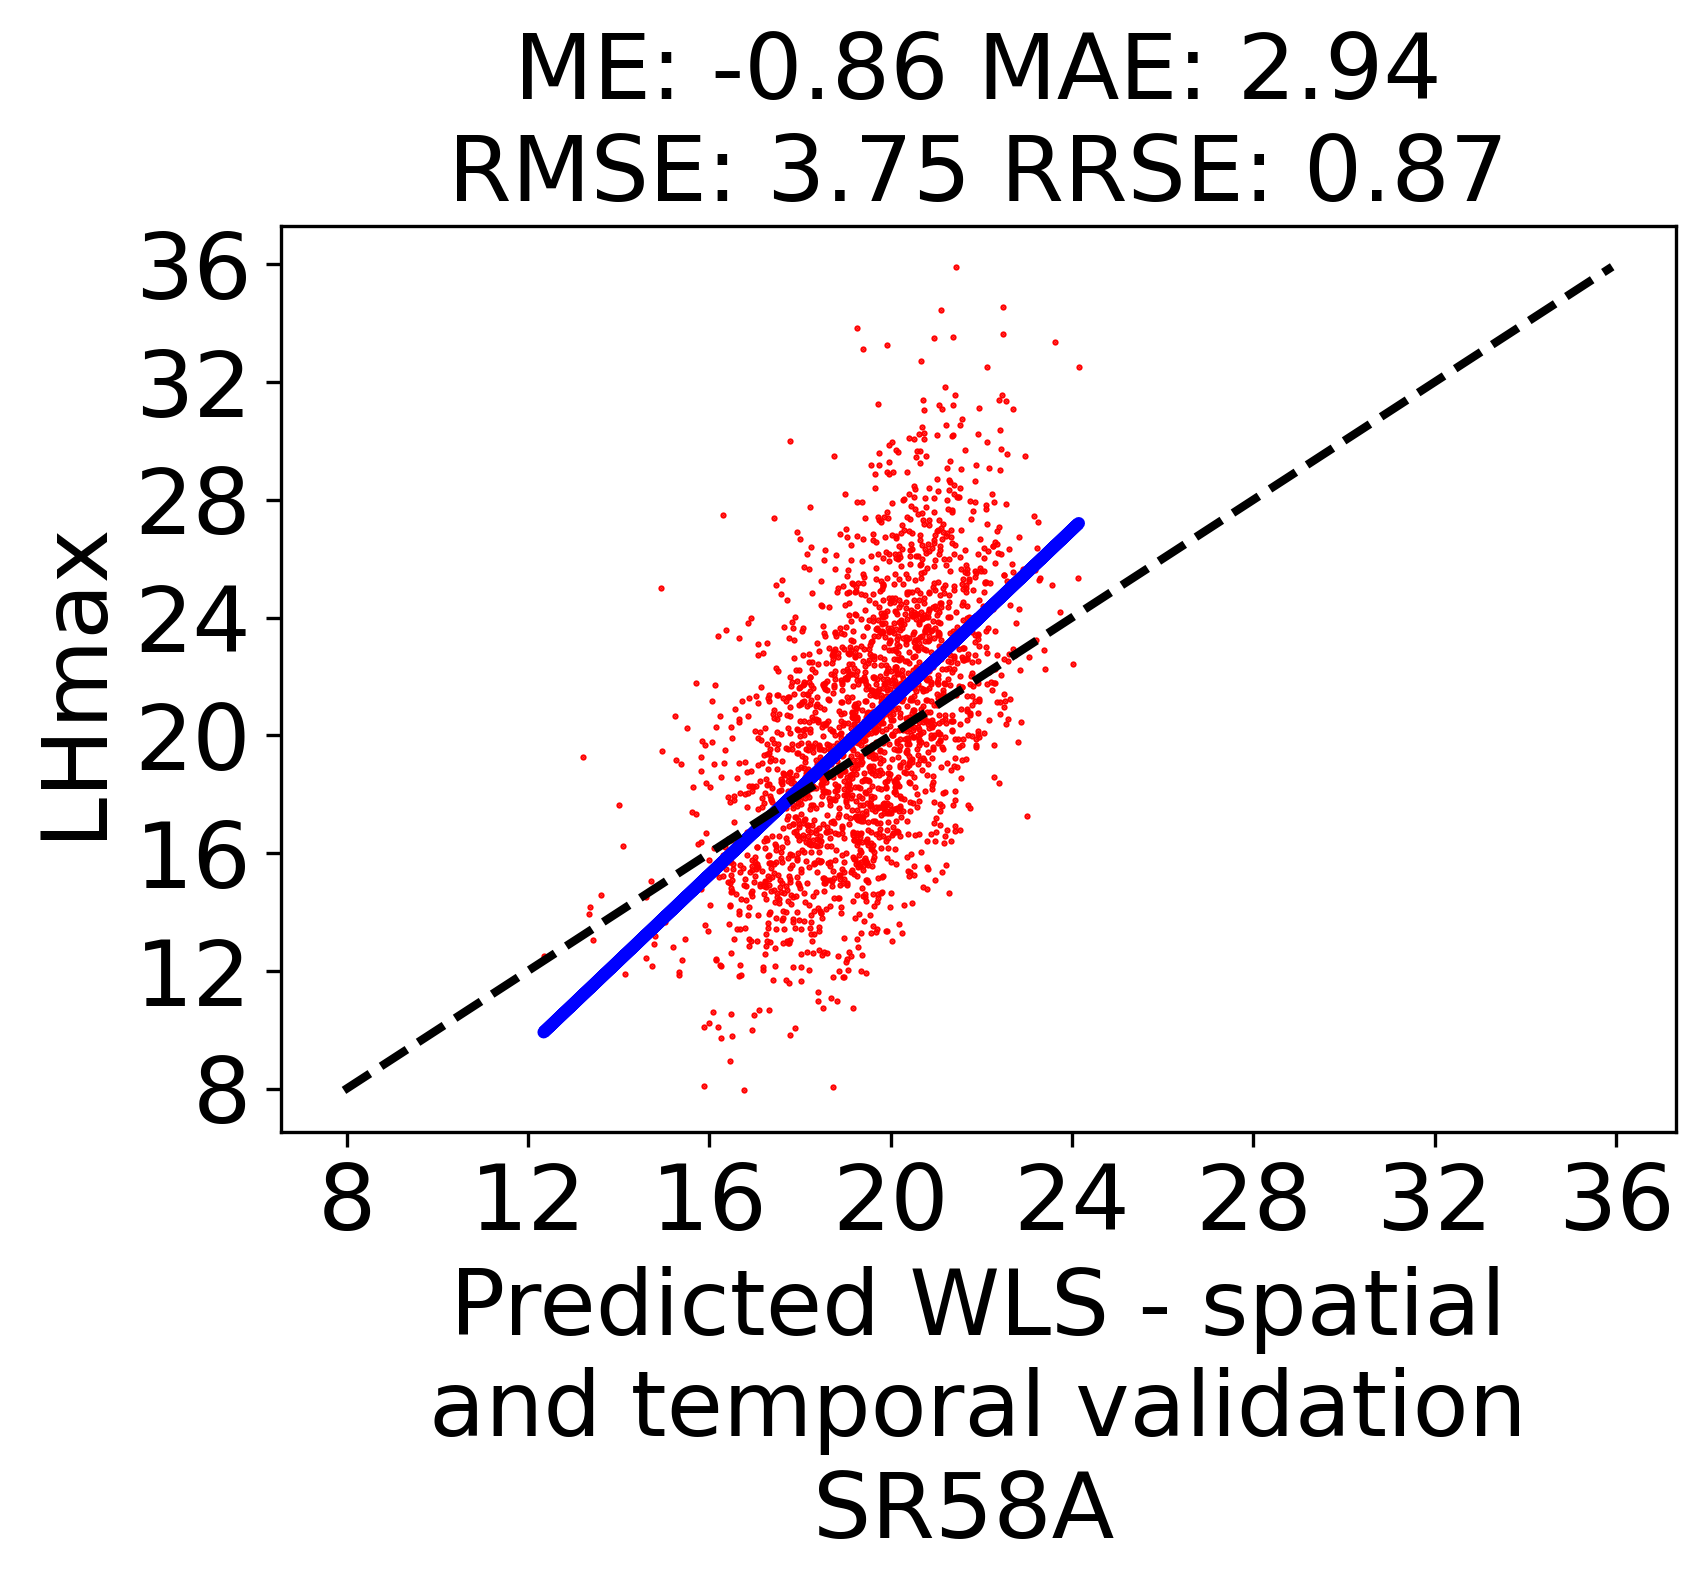 ME: -0.86 MAE: 2.94
RMSE: 3.75 RRSE: 0.87
36
32
28
24
20
16
12
8
LHmax
8 12 16 20 24 28 32 36
Predicted WLS - spatial
and temporal validation
SR58A